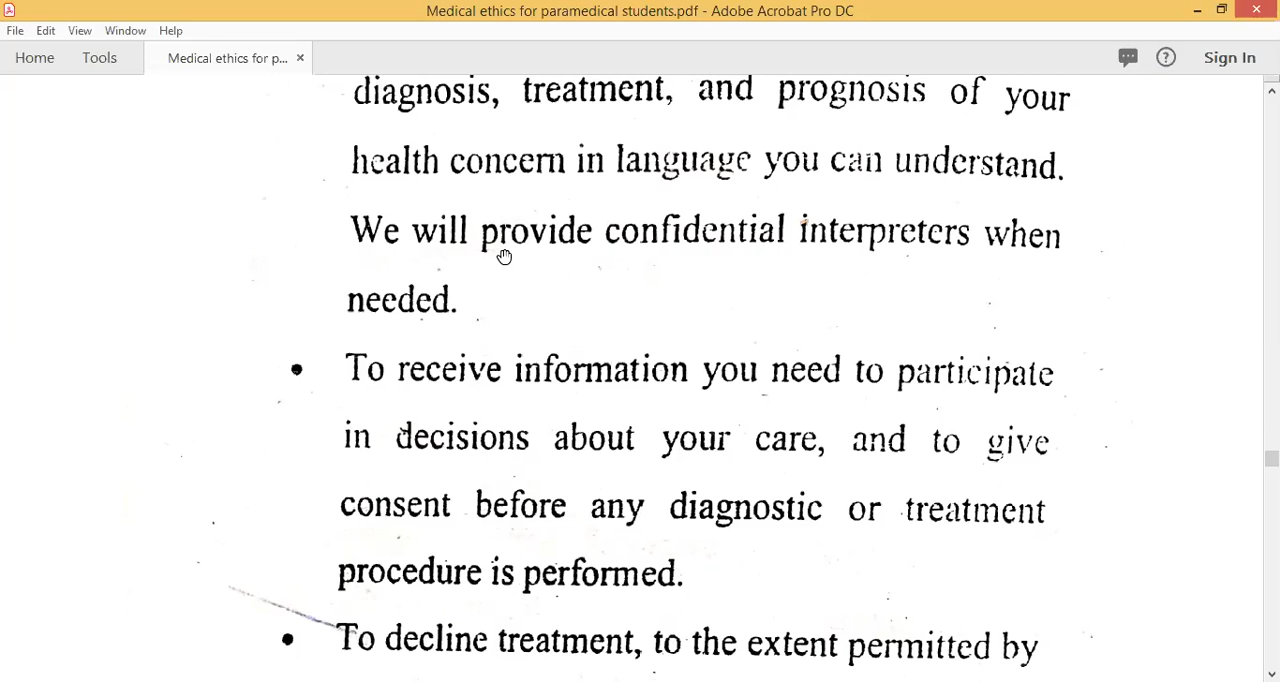 Medical ethics for paramedical students.pdf - Adobe Acrobat Pro DC
File Edit View Window Help
Home Tools Medical ethics for p... × Sign In
diagnosis, treatment, and prognosis of your
health concern in language you can understand.
We will provide confidential interpreters when
needed.
• To receive information you need to participate
in decisions about your care, and to give
consent before any diagnostic or treatment
procedure is performed.
• To decline treatment, to the extent permitted by